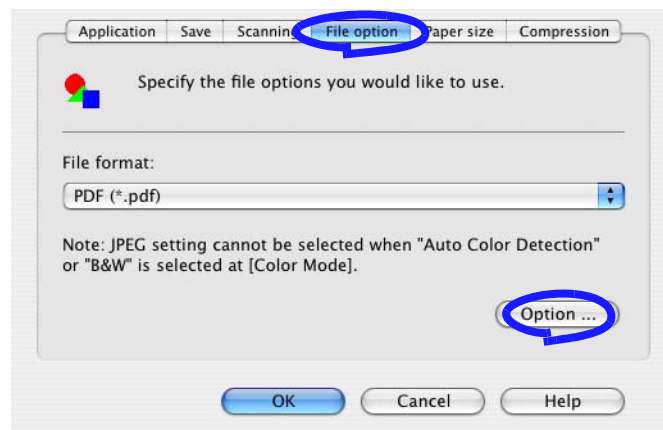 Application Save Scanning File option Paper size Compression
Specify the file options you would like to use.
File format:
PDF (*.pdf)
Note: JPEG setting cannot be selected when "Auto Color Detection"
or "B&W" is selected at [Color Mode].
Option ...
OK Cancel Help